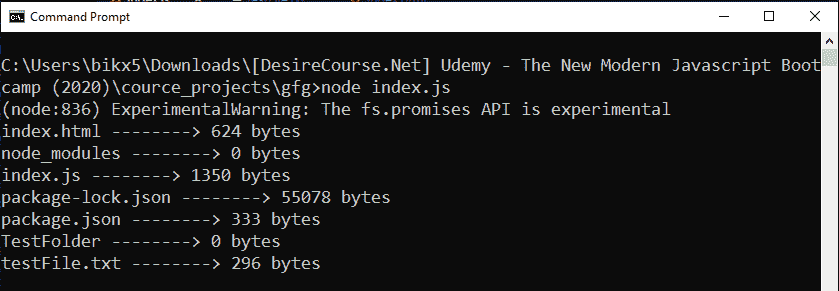 Command Prompt
C:\Users\bikx5\Downloads\[DesireCourse.Net] Udemy - The New Modern Javascript Boot
camp (2020)\cource_projects\gfg>node index.js
(node:836) ExperimentalWarning: The fs.promises API is experimental
index.html --------> 624 bytes
node_modules --------> 0 bytes
index.js --------> 1350 bytes
package-lock.json --------> 55078 bytes
package.json --------> 333 bytes
TestFolder --------> 0 bytes
testFile.txt --------> 296 bytes